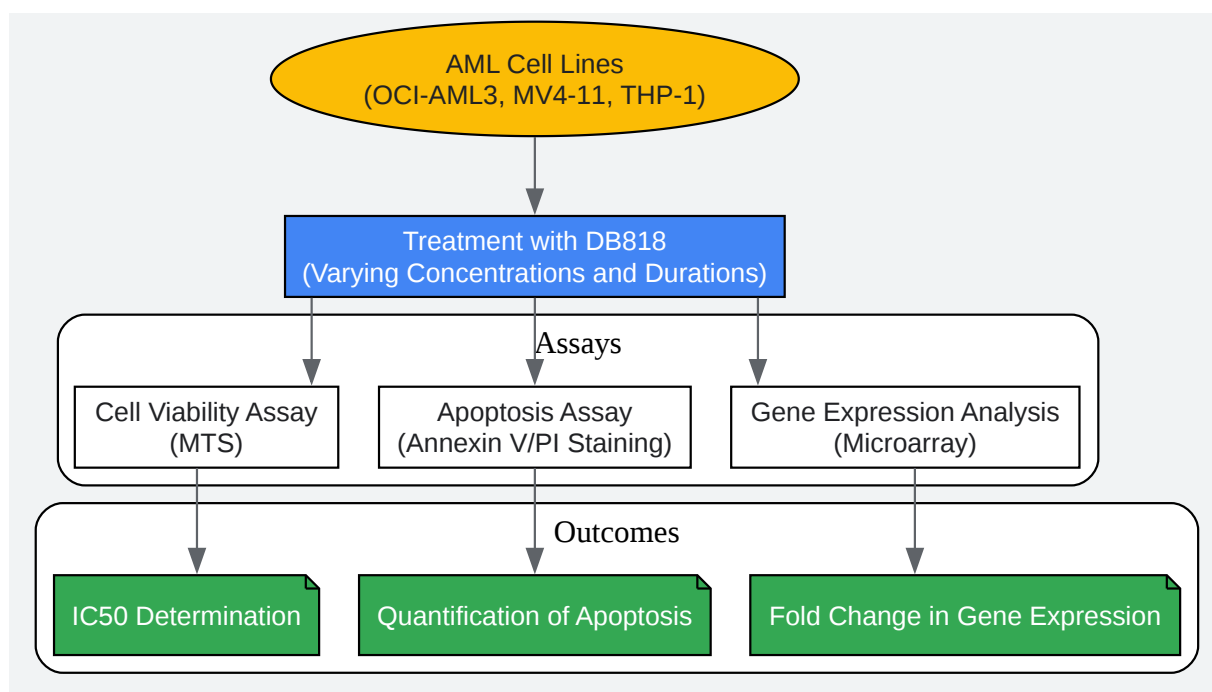 AML Cell Lines
(OCI-AML3, MV4-11, THP-1)
Treatment with DB818
(Varying Concentrations and Durations)
Assays
Cell Viability Assay
(MTS)
Apoptosis Assay
(Annexin V/PI Staining)
Gene Expression Analysis
(Microarray)
Outcomes
IC50 Determination
Quantification of Apoptosis
Fold Change in Gene Expression